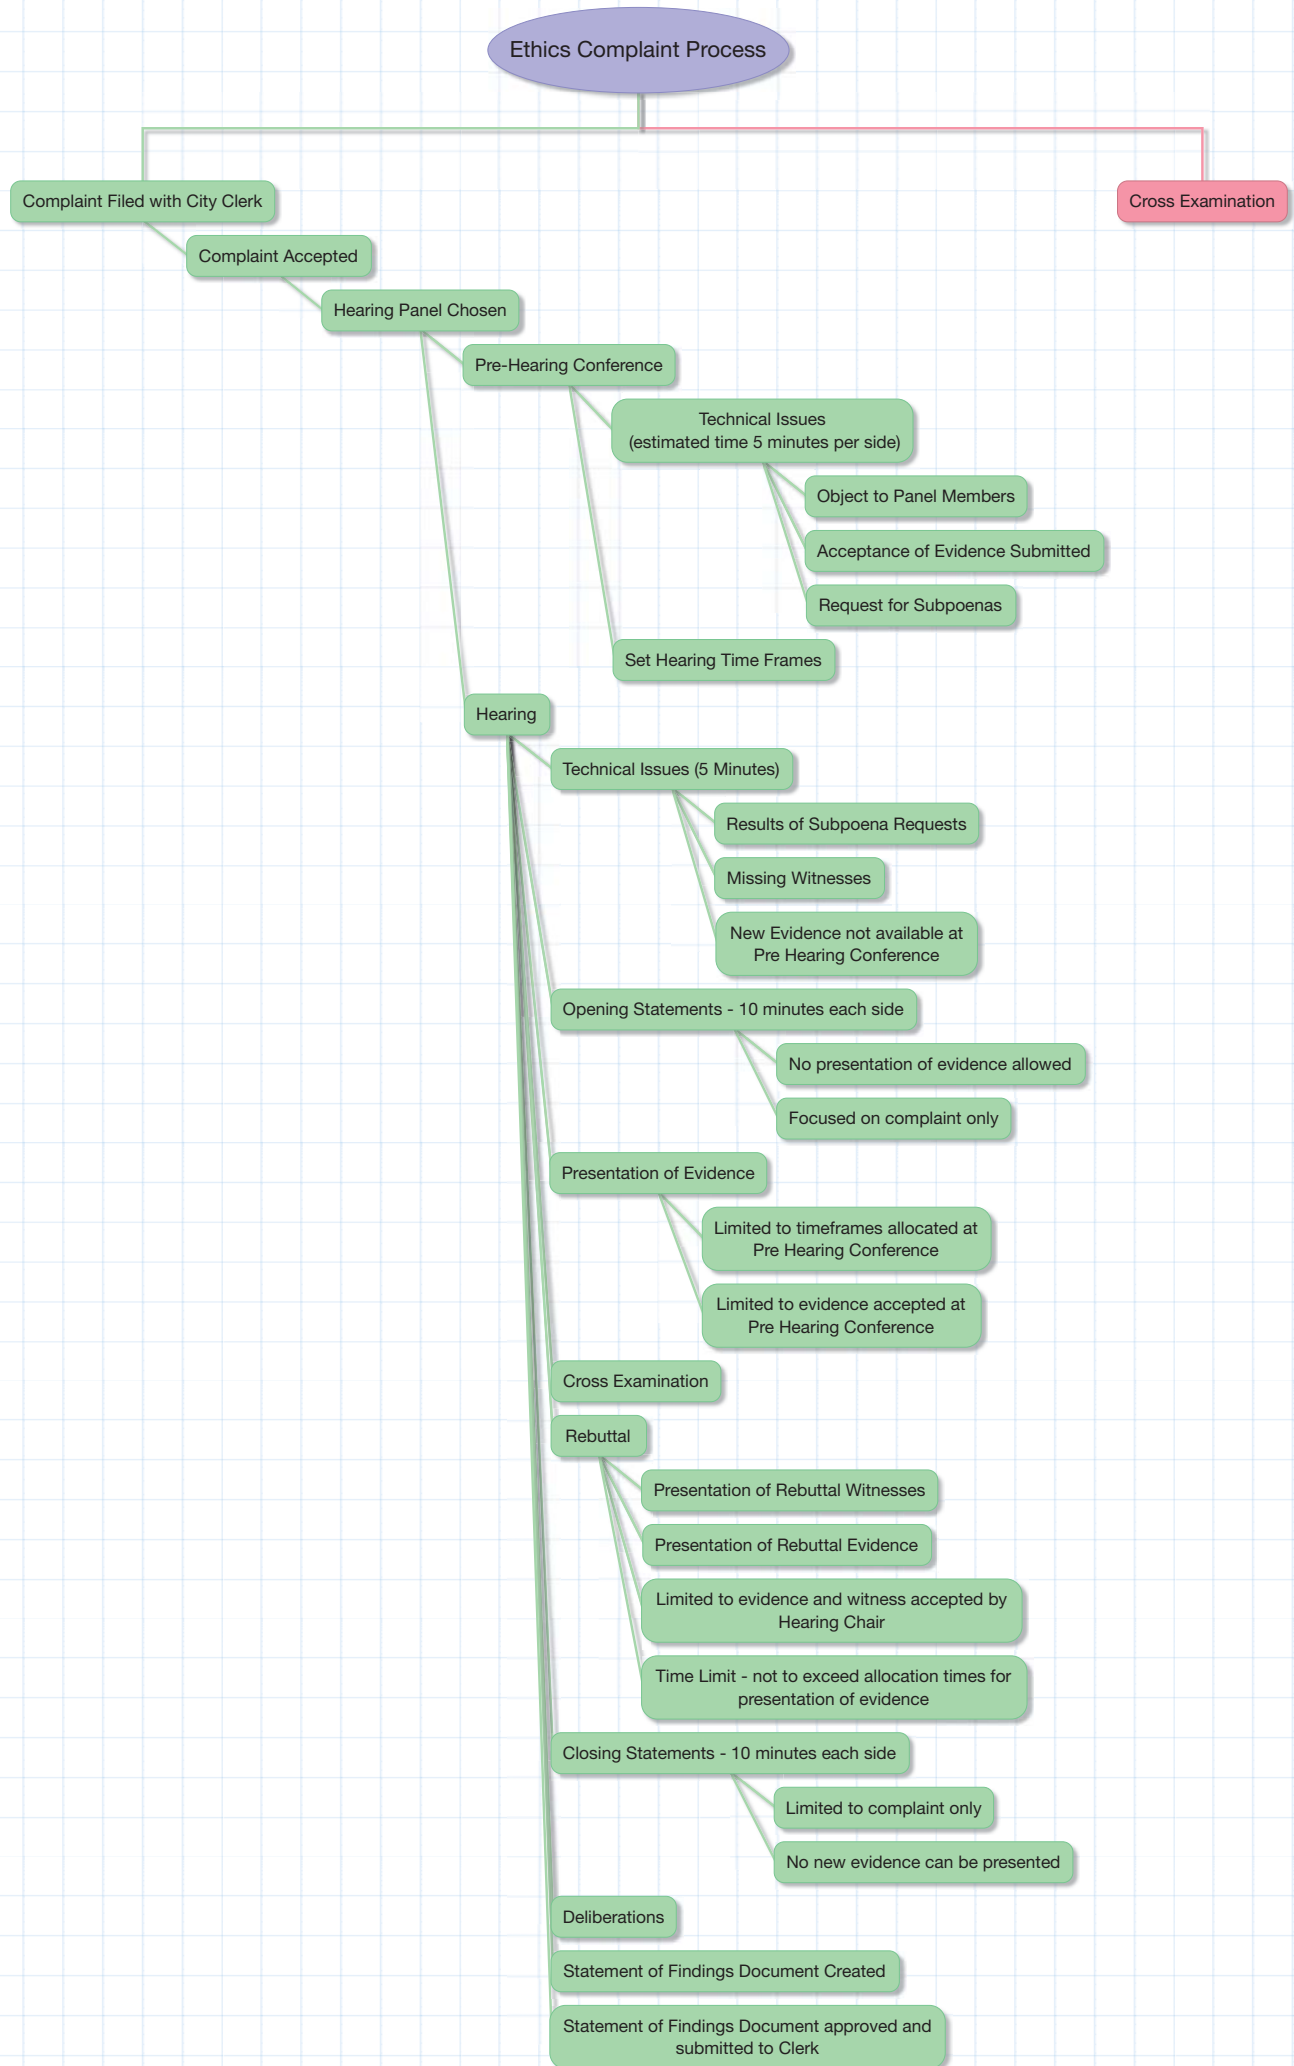 Ethics Complaint Process
Complaint Filed with City Clerk
Cross Examination
Complaint Accepted
Hearing Panel Chosen
Pre-Hearing Conference
Technical Issues
(estimated time 5 minutes per side)
Object to Panel Members
Acceptance of Evidence Submitted
Request for Subpoenas
Set Hearing Time Frames
Hearing
Technical Issues (5 Minutes)
Results of Subpoena Requests
Missing Witnesses
New Evidence not available at
Pre Hearing Conference
Opening Statements - 10 minutes each side
No presentation of evidence allowed
Focused on complaint only
Presentation of Evidence
Limited to timeframes allocated at
Pre Hearing Conference
Limited to evidence accepted at
Pre Hearing Conference
Cross Examination
Rebuttal
Presentation of Rebuttal Witnesses
Presentation of Rebuttal Evidence
Limited to evidence and witness accepted by
Hearing Chair
Time Limit - not to exceed allocation times for
presentation of evidence
Closing Statements - 10 minutes each side
Limited to complaint only
No new evidence can be presented
Deliberations
Statement of Findings Document Created
Statement of Findings Document approved and
submitted to Clerk